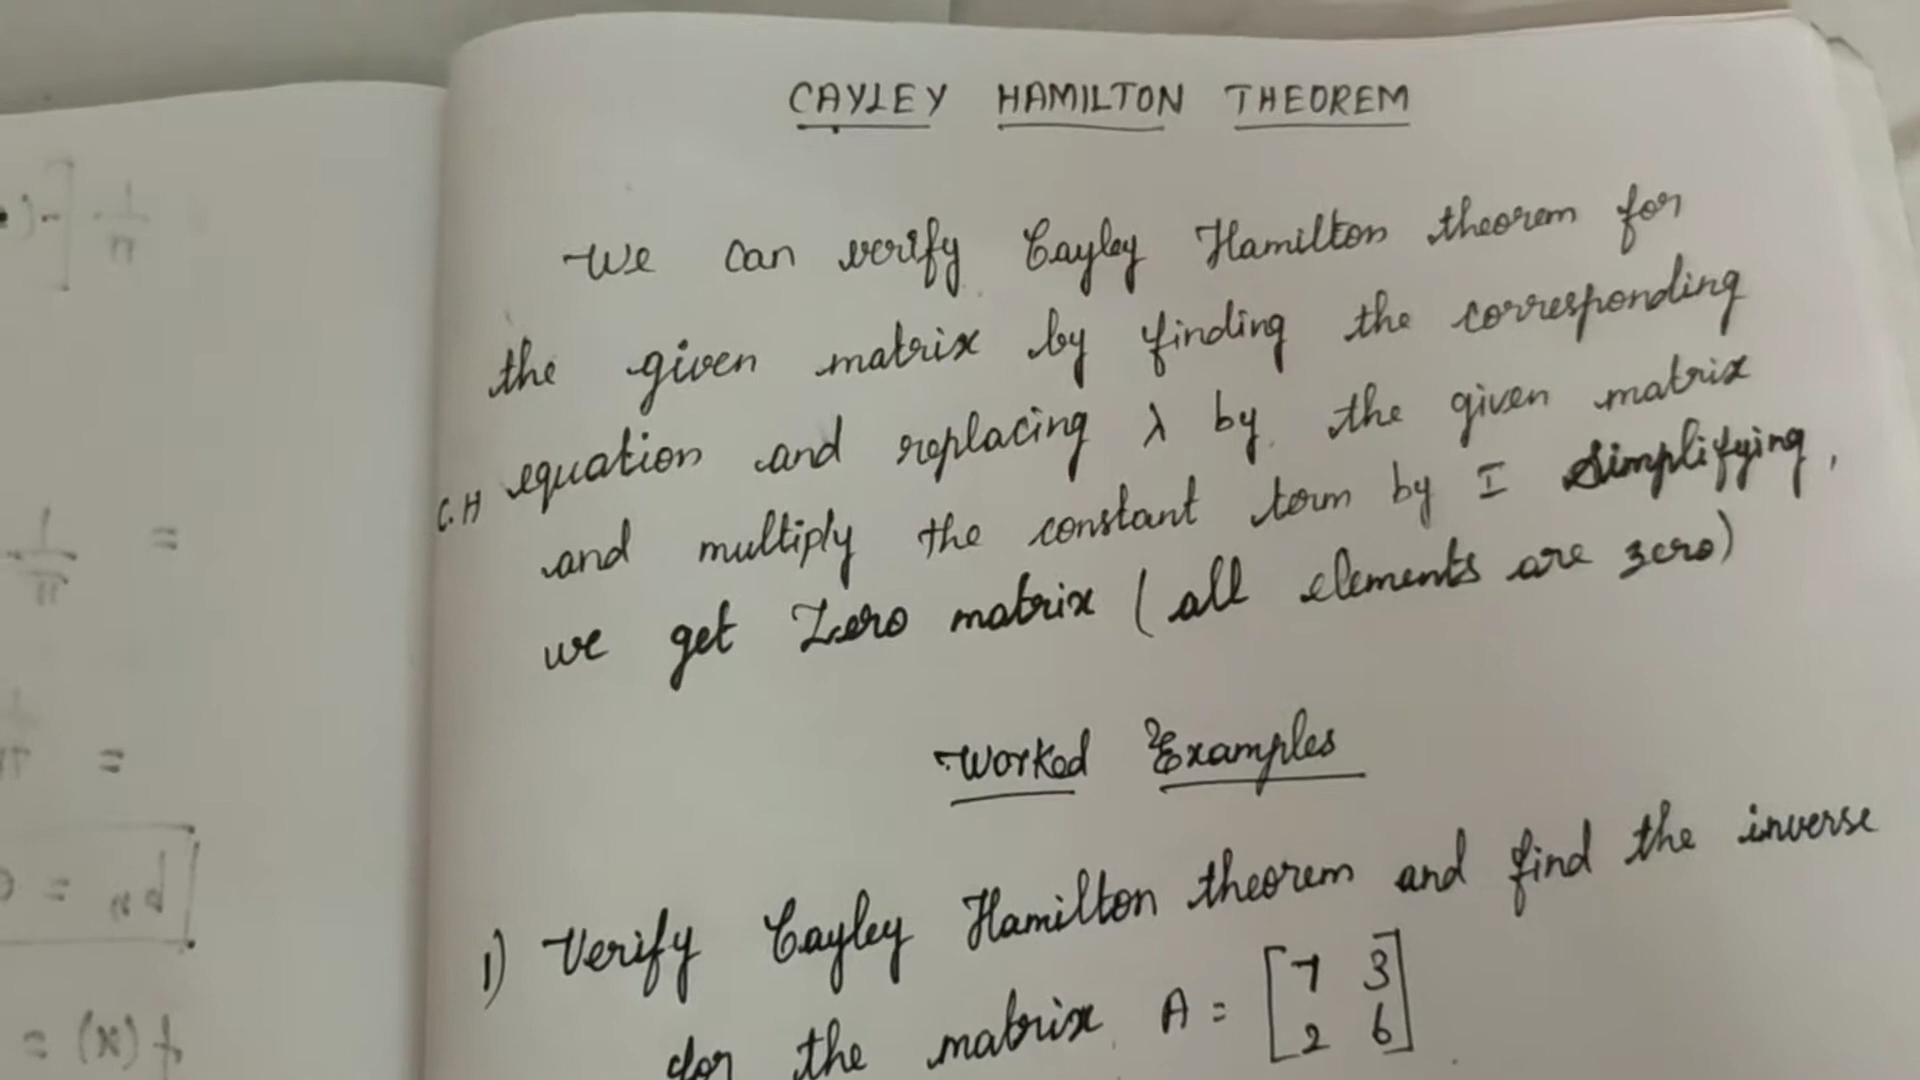 CAYLEY HAMILTON THEOREM
We can verify Cayley Hamilton theorem for
the given matrix by finding the corresponding
C.H equation and replacing λ by the given matrix
and multiply the constant term by I simplifying,
we get Zero matrix (all elements are zero)
Worked Examples
1) Verify Cayley Hamilton theorem and find the inverse
for the matrix A = [7 3
2 6]